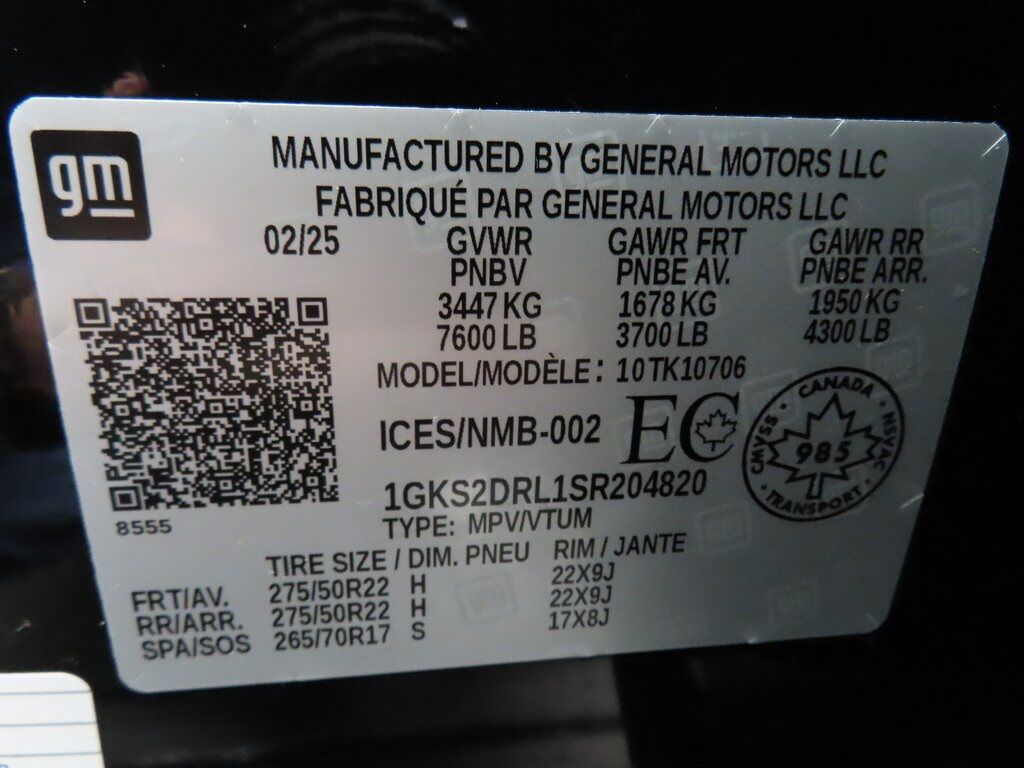 gm
MANUFACTURED BY GENERAL MOTORS LLC
FABRIQUÉ PAR GENERAL MOTORS LLC
02/25 GVWR GAWR FRT GAWR RR
PNBV PNBE AV. PNBE ARR.
3447 KG 1678 KG 1950 KG
7600 LB 3700 LB 4300 LB
MODEL/MODÈLE: 10TK10706
ICES/NMB-002 EC
CANADA
CMVSS · NSVAC
985
TRANSPORT
1GKS2DRL1SR204820
8555
TYPE: MPV/VTUM
TIRE SIZE / DIM. PNEU RIM / JANTE
FRT/AV. 275/50R22 H 22X9J
RR/ARR. 275/50R22 H 22X9J
SPA/SOS 265/70R17 S 17X8J